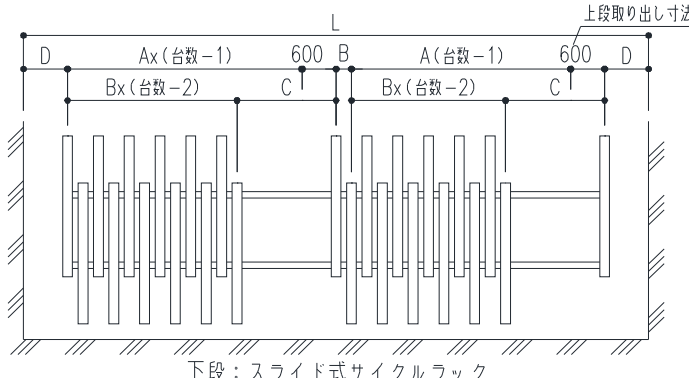 上段取り出し寸法
L
D Ax(台数-1) 600 B A(台数-1) 600 D
Bx(台数-2) C Bx(台数-2) C
下段：スライド式サイクルラック